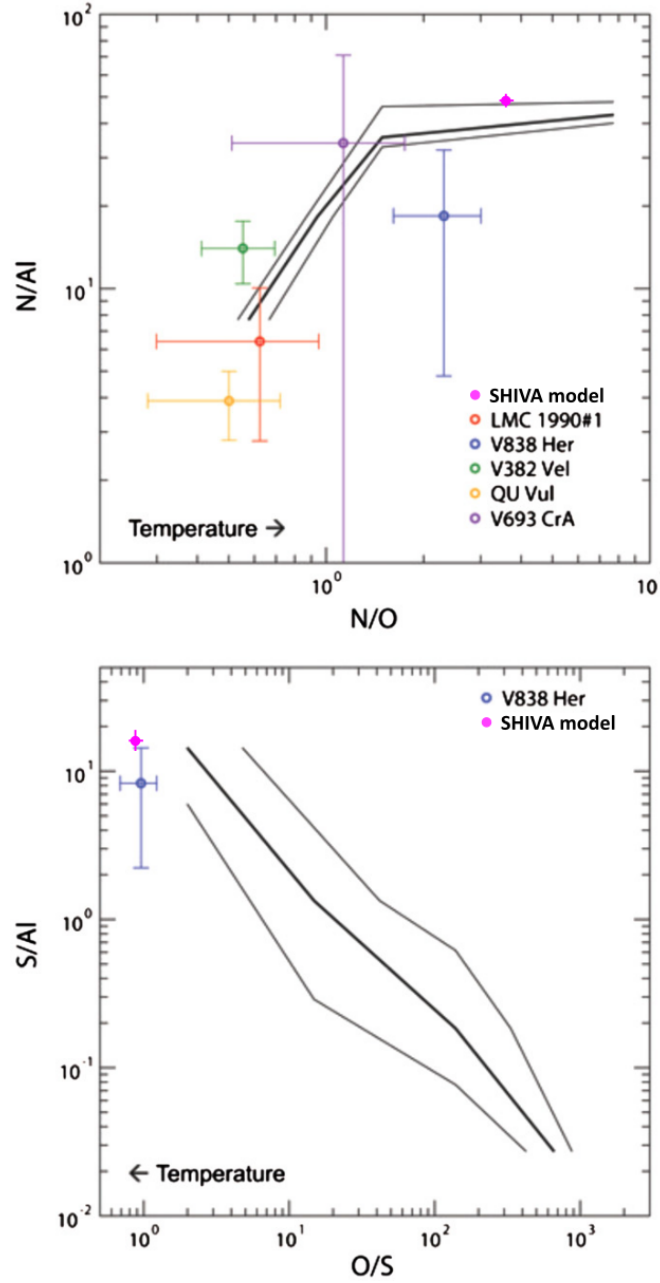 10²
N/Al
10¹
SHIVA model
LMC 1990#1
V838 Her
V382 Vel
QU Vul
V693 CrA
Temperature →
10⁰
10⁰
10
N/O
V838 Her
SHIVA model
10¹
10⁰
S/Al
10⁻¹
← Temperature
10⁻²
10⁰
10¹
10²
10³
O/S